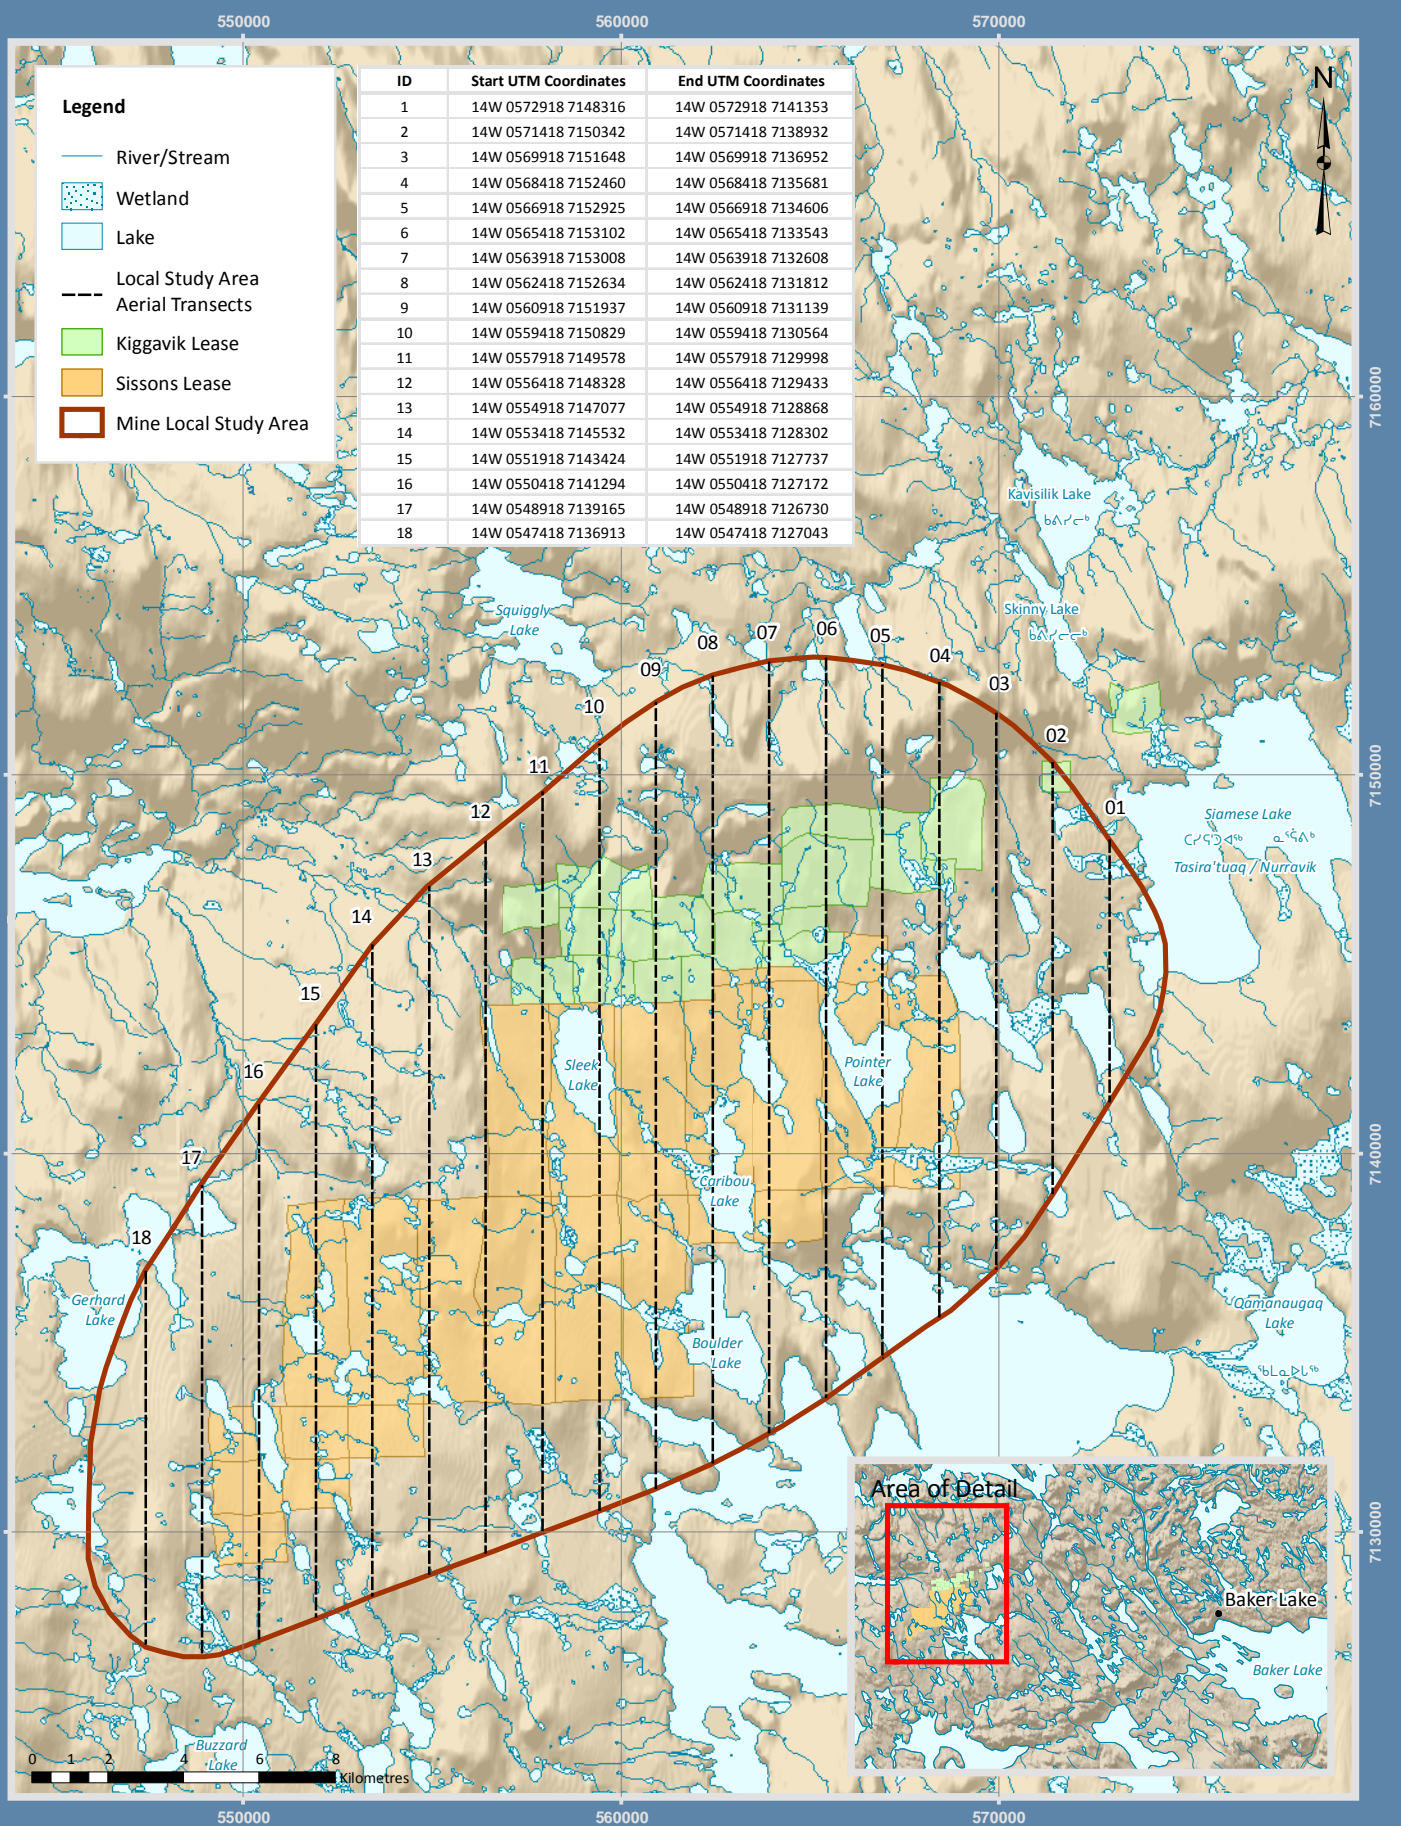 550000
560000
570000
Legend
River/Stream
Wetland
Lake
Local Study Area
Aerial Transects
Kiggavik Lease
Sissons Lease
Mine Local Study Area
ID Start UTM Coordinates End UTM Coordinates
1 14W 0572918 7148316 14W 0572918 7141353
2 14W 0571418 7150342 14W 0571418 7138932
3 14W 0569918 7151648 14W 0569918 7136952
4 14W 0568418 7152460 14W 0568418 7135681
5 14W 0566918 7152925 14W 0566918 7134606
6 14W 0565418 7153102 14W 0565418 7133543
7 14W 0563918 7153008 14W 0563918 7132608
8 14W 0562418 7152634 14W 0562418 7131812
9 14W 0560918 7151937 14W 0560918 7131139
10 14W 0559418 7150829 14W 0559418 7130564
11 14W 0557918 7149578 14W 0557918 7129998
12 14W 0556418 7148328 14W 0556418 7129433
13 14W 0554918 7147077 14W 0554918 7128868
14 14W 0553418 7145532 14W 0553418 7128302
15 14W 0551918 7143424 14W 0551918 7127737
16 14W 0550418 7141294 14W 0550418 7127172
17 14W 0548918 7139165 14W 0548918 7126730
18 14W 0547418 7136913 14W 0547418 7127043
N
7160000
Kavisilik Lake
ᑲᕕᓯᓕᒃ
Squiggly
Lake
Skinny Lake
ᑲᕕᓯᓕᓕᒃ
07
06
05
08
04
09
03
10
02
11
7150000
01
12
Siamese Lake
Tasira'tuaq / Nurravik
13
14
15
16
Sleek
Lake
Pointer
Lake
17
7140000
Caribou
Lake
18
Gerhard
Lake
Qamanaugaq
Lake
ᖃᒪᓇᐅᒐᖅ
Boulder
Lake
7130000
Area of Detail
Baker Lake
Baker Lake
Buzzard
Lake
0 1 2 4 6 8
Kilometres
550000
560000
570000